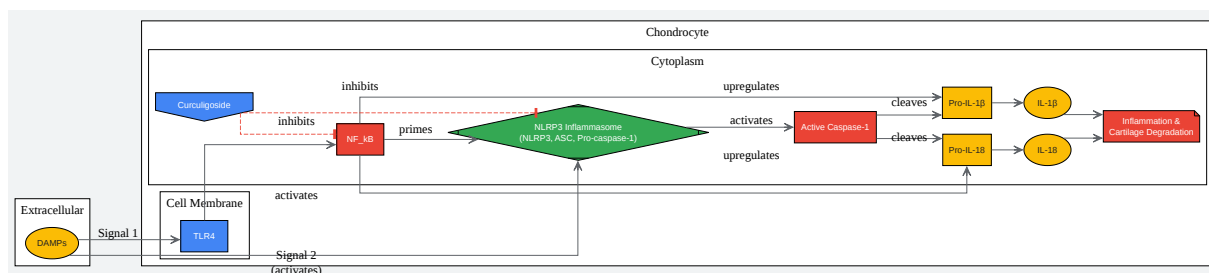 Chondrocyte
Cytoplasm
Curculigoside
inhibits
inhibits
NF_kB
primes
NLRP3 Inflammasome
(NLRP3, ASC, Pro-caspase-1)
activates
upregulates
upregulates
Active Caspase-1
cleaves
cleaves
Pro-IL-1β
Pro-IL-18
IL-1β
IL-18
Inflammation &
Cartilage Degradation
activates
Cell Membrane
TLR4
Extracellular
DAMPs
Signal 1
Signal 2
(activates)